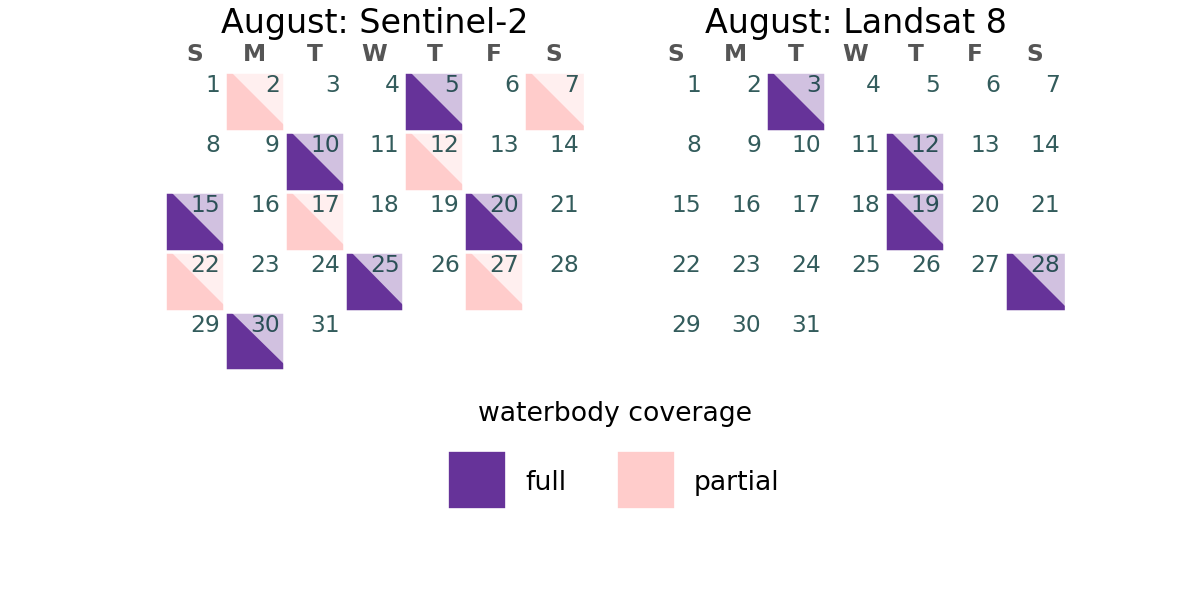 August: Sentinel-2
S M T W T F S
1 2 3 4 5 6 7
8 9 10 11 12 13 14
15 16 17 18 19 20 21
22 23 24 25 26 27 28
29 30 31
August: Landsat 8
S M T W T F S
1 2 3 4 5 6 7
8 9 10 11 12 13 14
15 16 17 18 19 20 21
22 23 24 25 26 27 28
29 30 31
waterbody coverage
full
partial